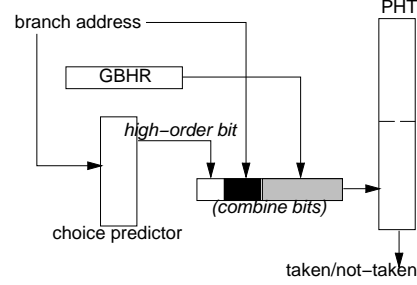 PHT
branch address
GBHR
high−order bit
(combine bits)
choice predictor
taken/not−taken